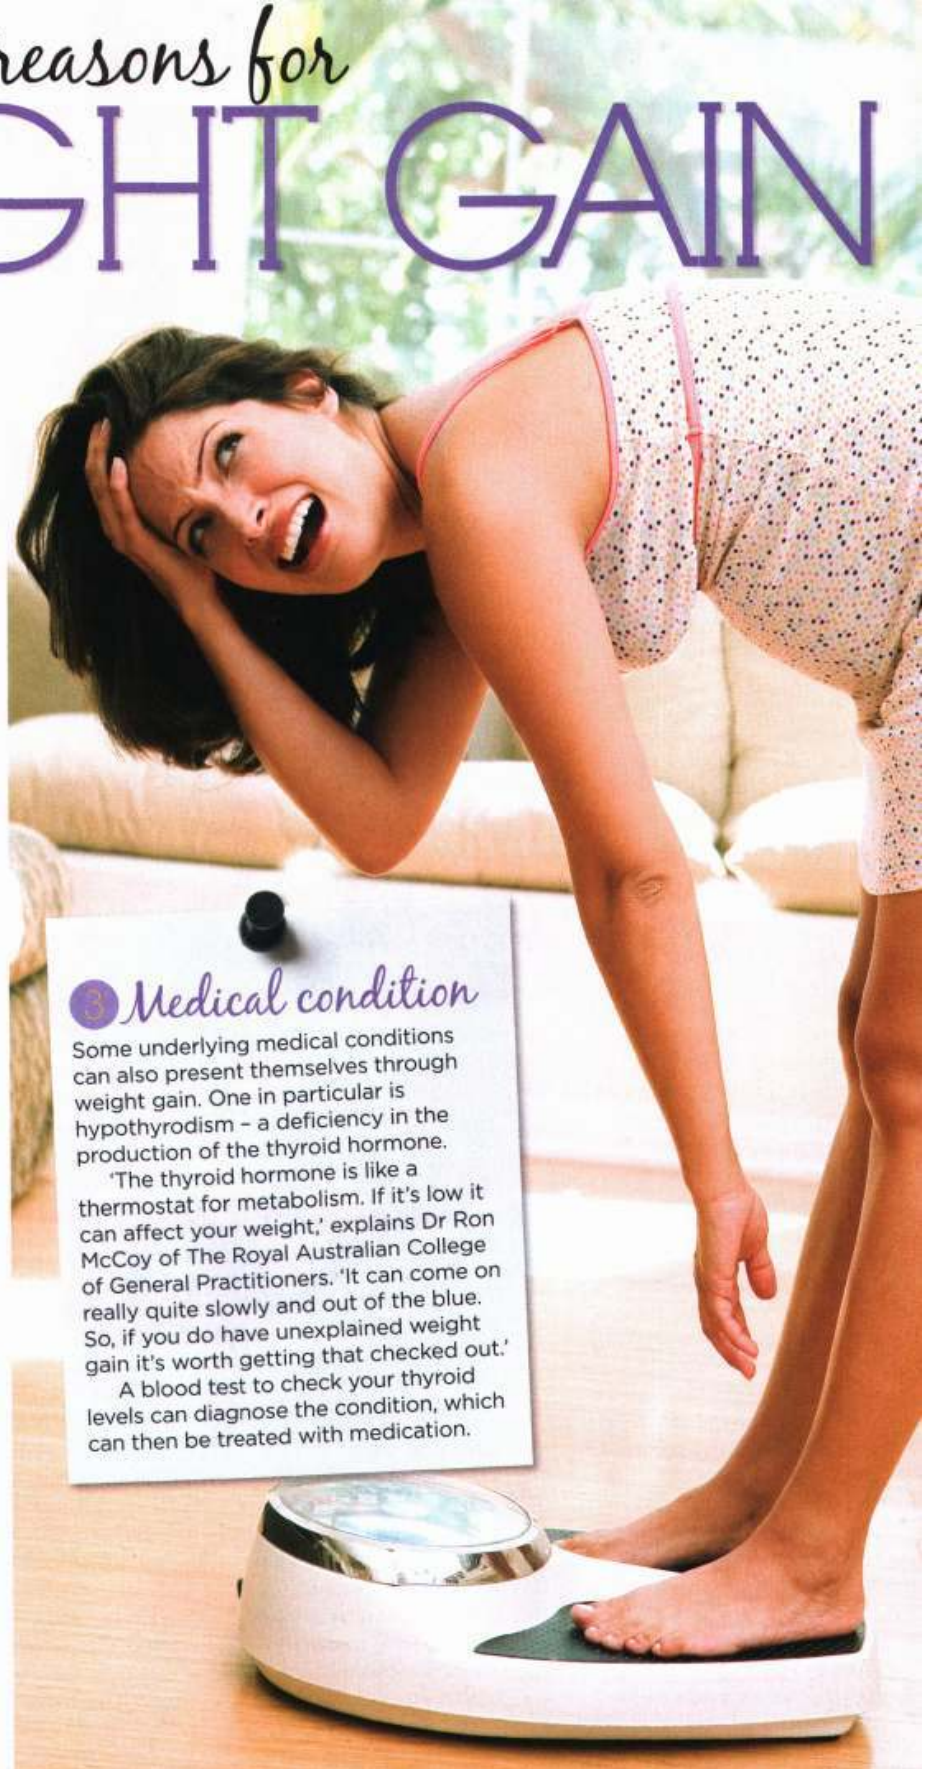 reasons for
GHT GAIN
3 Medical condition
Some underlying medical conditions
can also present themselves through
weight gain. One in particular is
hypothyrodism – a deficiency in the
production of the thyroid hormone.
'The thyroid hormone is like a
thermostat for metabolism. If it's low it
can affect your weight,' explains Dr Ron
McCoy of The Royal Australian College
of General Practitioners. 'It can come on
really quite slowly and out of the blue.
So, if you do have unexplained weight
gain it's worth getting that checked out.'
A blood test to check your thyroid
levels can diagnose the condition, which
can then be treated with medication.